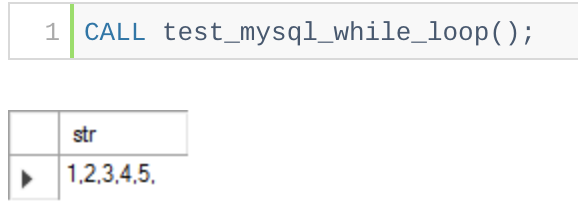 1 CALL test_mysql_while_loop();
str
1,2,3,4,5,